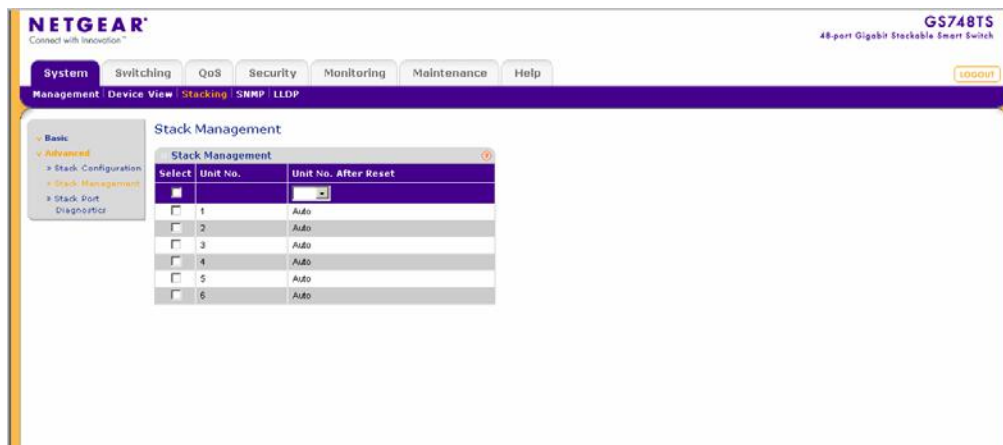 NETGEAR
Connect with Innovation™
GS748TS
48-port Gigabit Stackable Smart Switch
System Switching QoS Security Monitoring Maintenance Help
LOGOUT
Management Device View Stacking SNMP LLDP
Basic
Advanced
» Stack Configuration
» Stack Management
» Stack Port
Diagnostics
Stack Management
Stack Management
Select Unit No. Unit No. After Reset
1 Auto
2 Auto
3 Auto
4 Auto
5 Auto
6 Auto